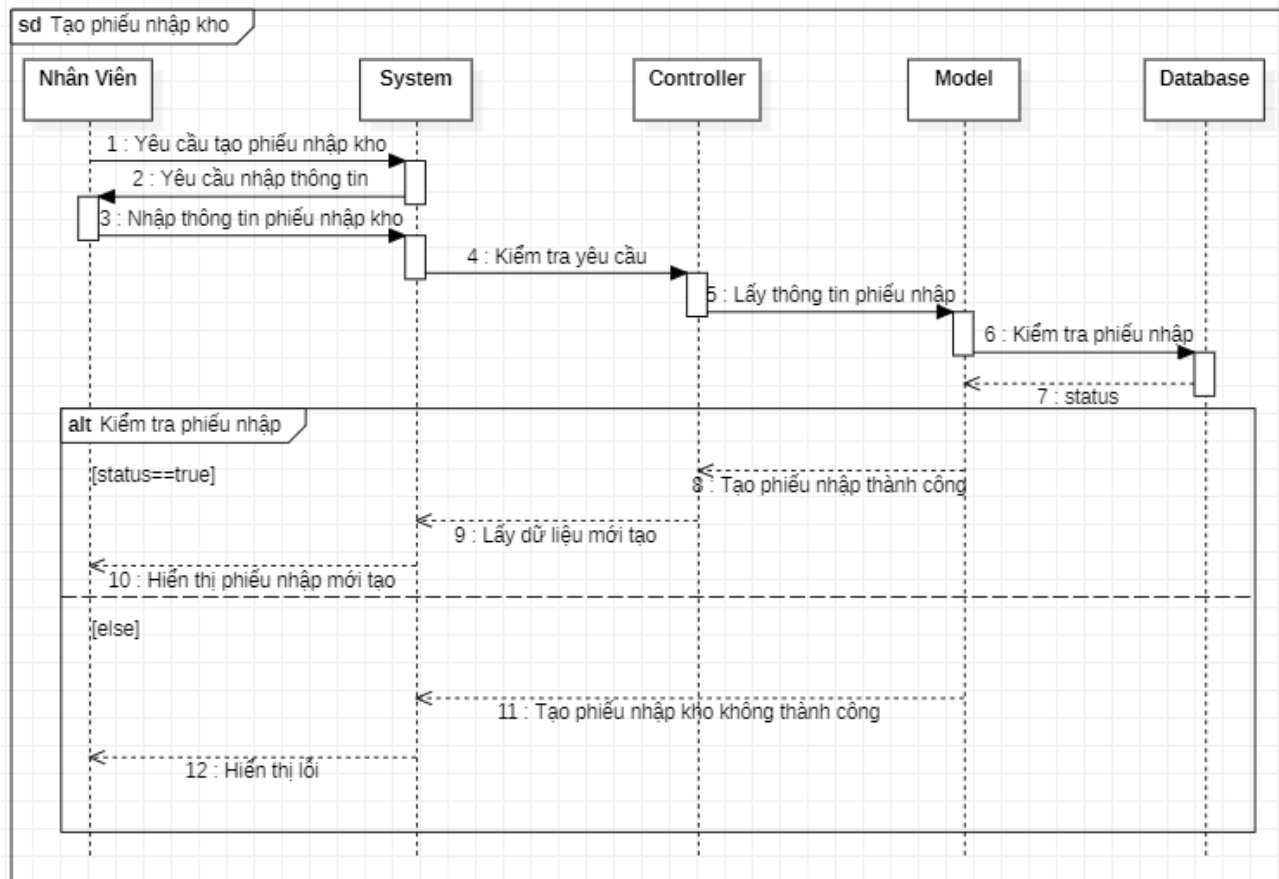 sd Tạo phiếu nhập kho
Nhân Viên
System
Controller
Model
Database
1 : Yêu cầu tạo phiếu nhập kho
2 : Yêu cầu nhập thông tin
3 : Nhập thông tin phiếu nhập kho
4 : Kiểm tra yêu cầu
5 : Lấy thông tin phiếu nhập
6 : Kiểm tra phiếu nhập
7 : status
alt Kiểm tra phiếu nhập
[status==true]
8 : Tạo phiếu nhập thành công
9 : Lấy dữ liệu mới tạo
10 : Hiển thị phiếu nhập mới tạo
[else]
11 : Tạo phiếu nhập kho không thành công
12 : Hiển thị lỗi